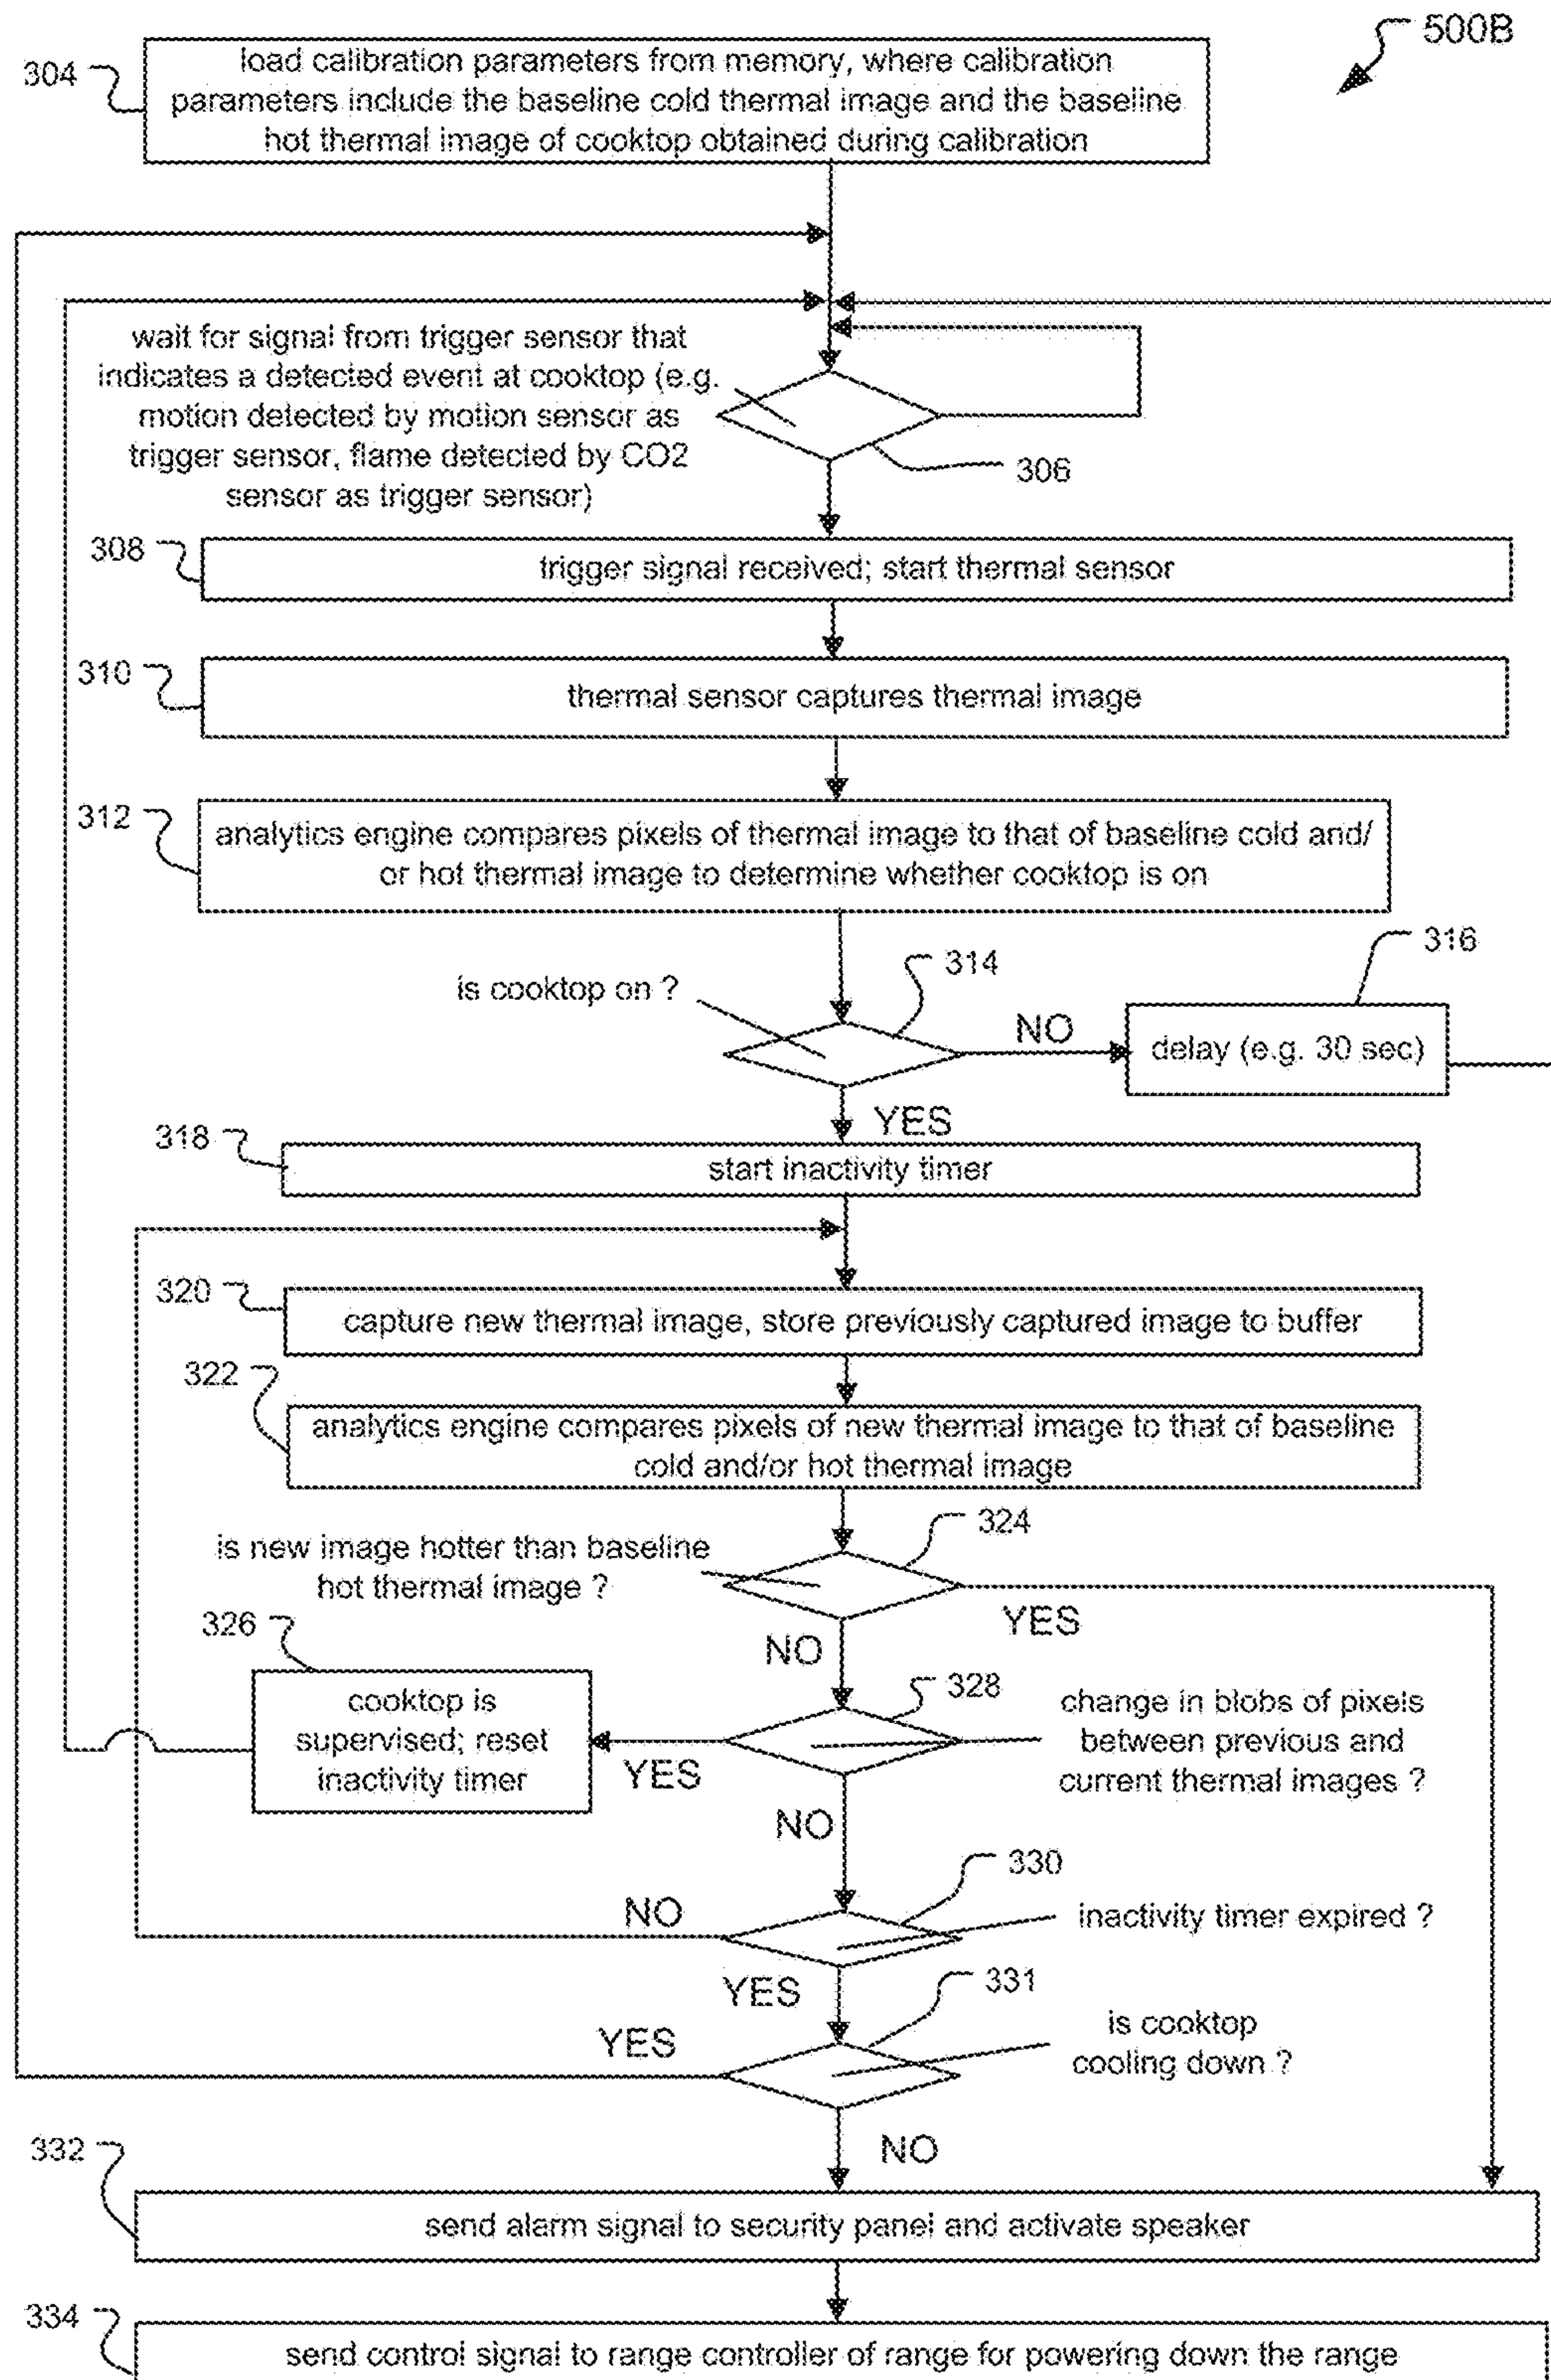 500B
304
load calibration parameters from memory, where calibration
parameters include the baseline cold thermal image and the baseline
hot thermal image of cooktop obtained during calibration
wait for signal from trigger sensor that
indicates a detected event at cooktop (e.g.
motion detected by motion sensor as
trigger sensor, flame detected by CO2
sensor as trigger sensor)
306
308
trigger signal received; start thermal sensor
310
thermal sensor captures thermal image
312
analytics engine compares pixels of thermal image to that of baseline cold and/
or hot thermal image to determine whether cooktop is on
is cooktop on ?
314
NO
316
delay (e.g. 30 sec)
YES
318
start inactivity timer
320
capture new thermal image, store previously captured image to buffer
322
analytics engine compares pixels of new thermal image to that of baseline
cold and/or hot thermal image
324
is new image hotter than baseline
hot thermal image ?
YES
NO
326
cooktop is
supervised; reset
inactivity timer
YES
328
change in blobs of pixels
between previous and
current thermal images ?
NO
330
inactivity timer expired ?
NO
YES
331
is cooktop
cooling down ?
YES
NO
332
send alarm signal to security panel and activate speaker
334
send control signal to range controller of range for powering down the range